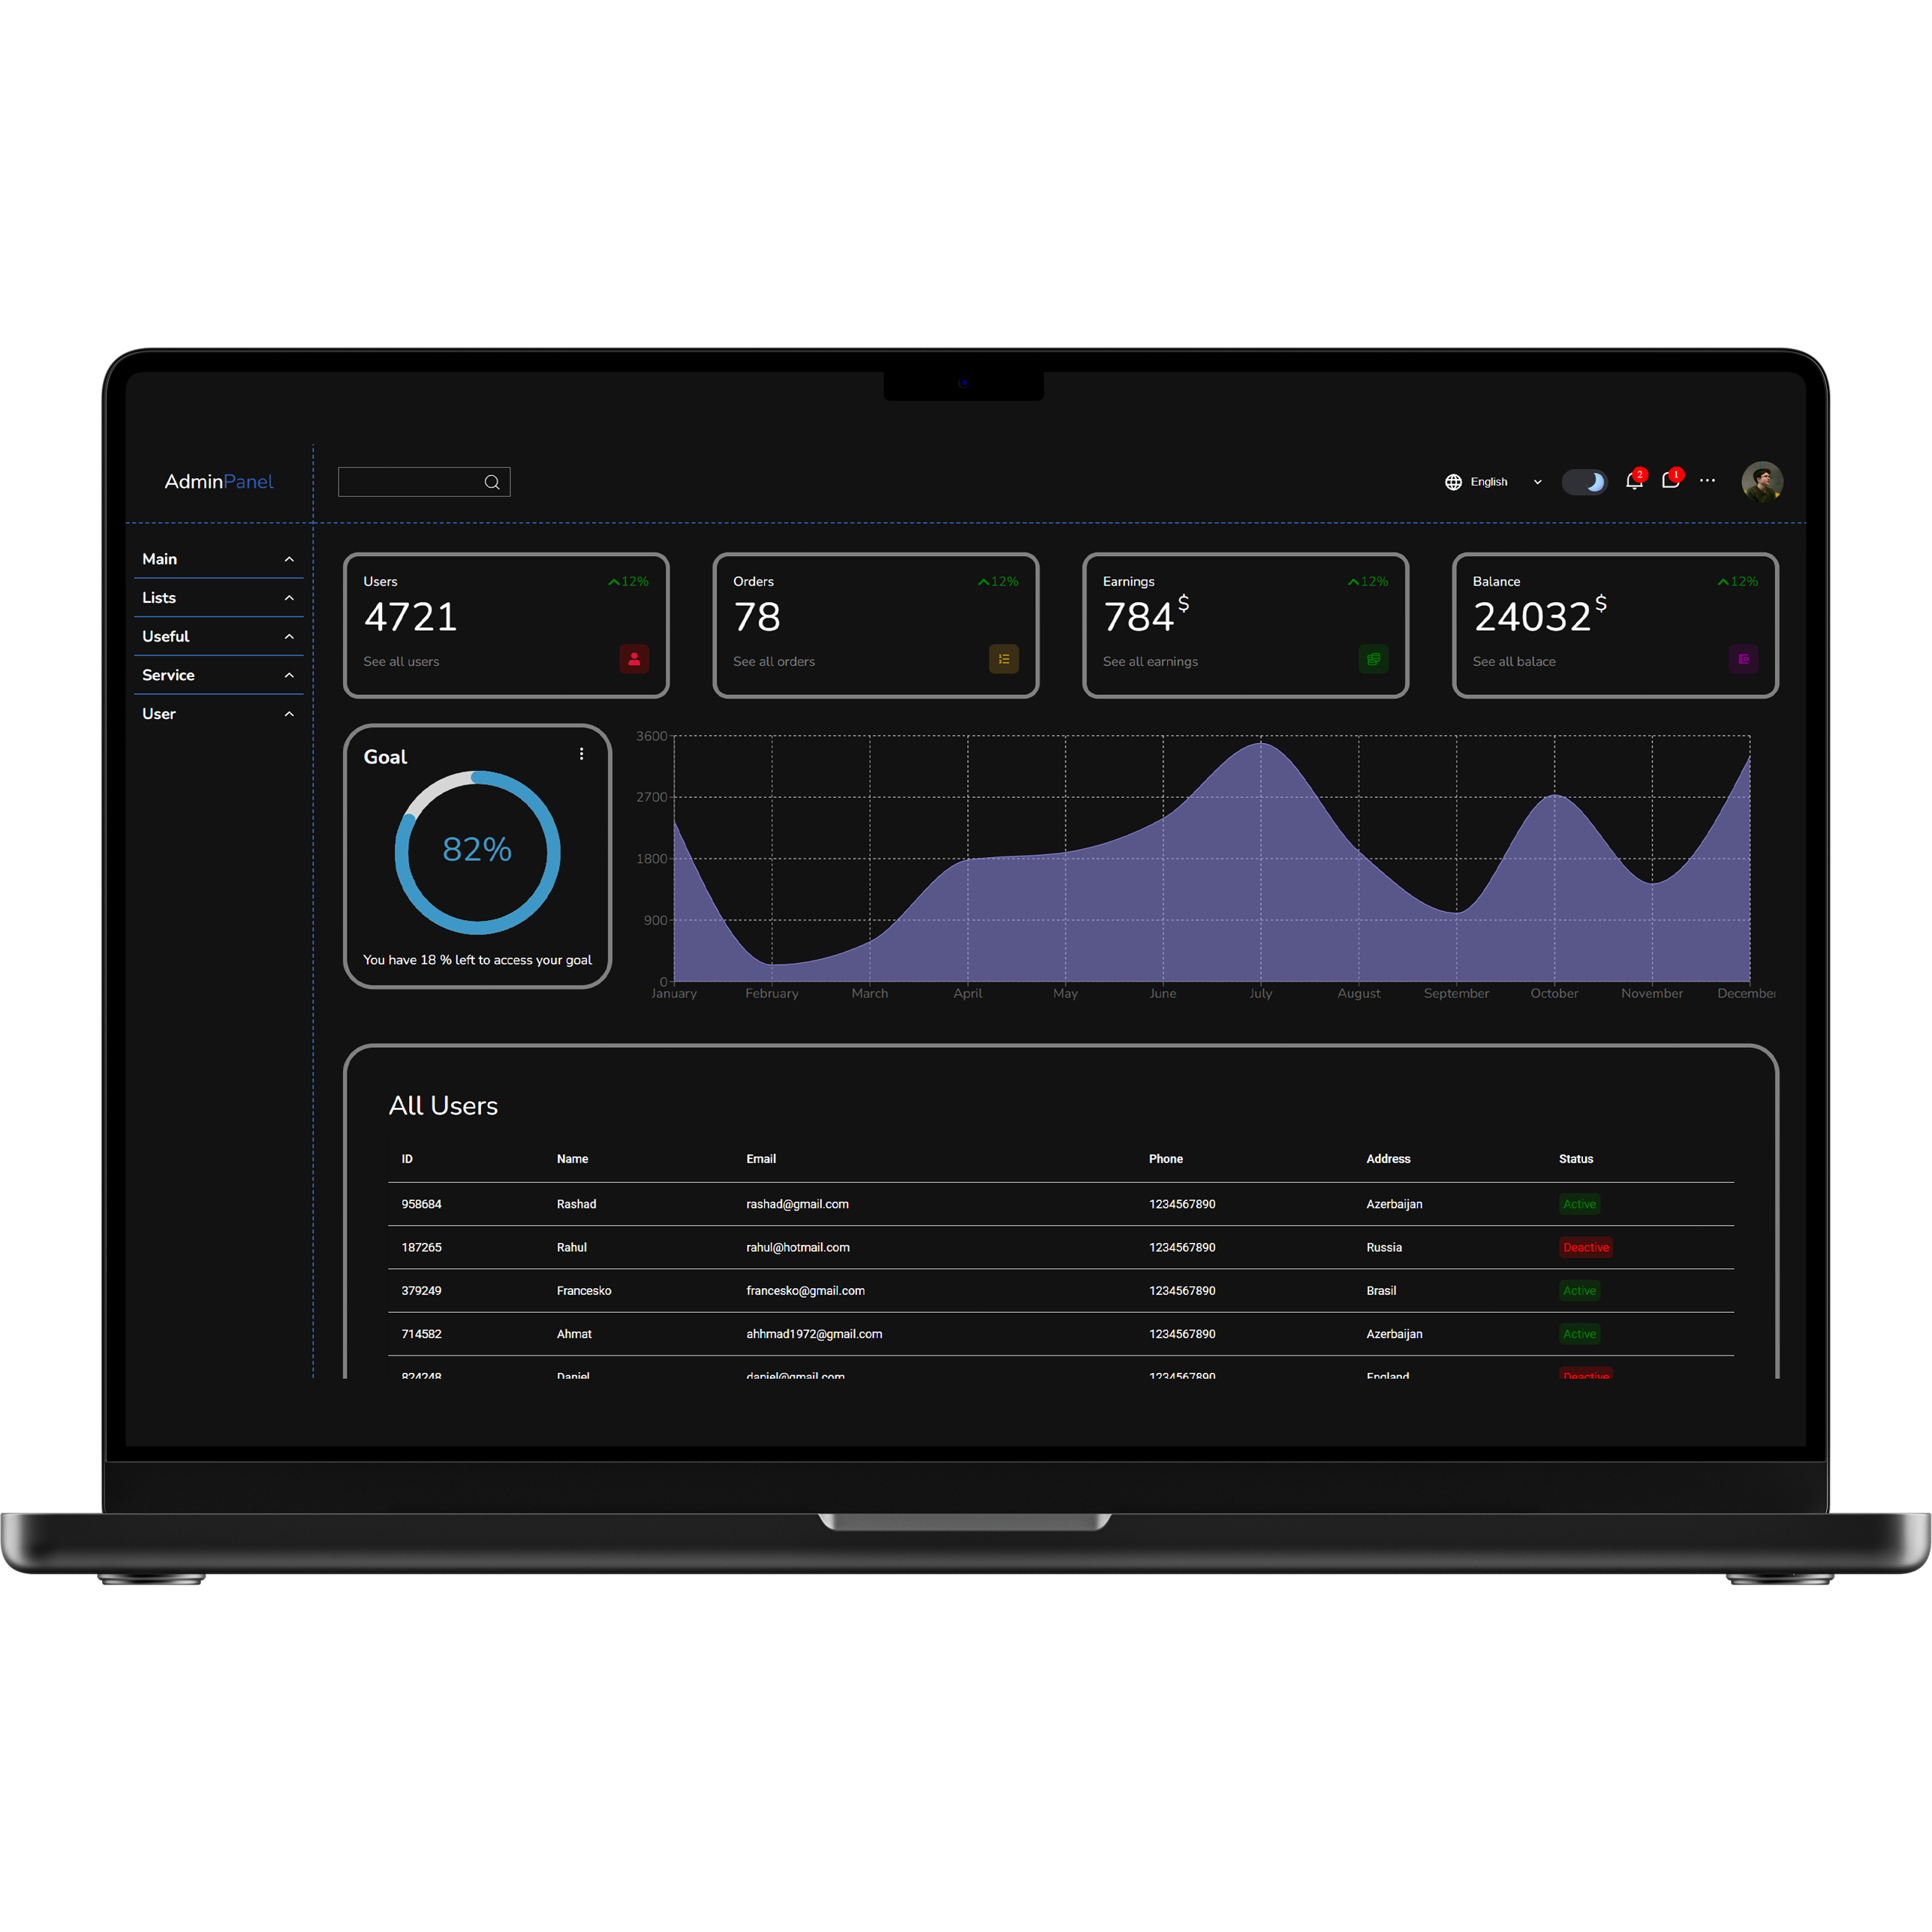 AdminPanel
English
2
1
Main
Lists
Useful
Service
User
Users 12%
4721
See all users
Orders 12%
78
See all orders
Earnings 12%
784 $
See all earnings
Balance 12%
24032 $
See all balace
Goal
82%
You have 18 % left to access your goal
3600
2700
1800
900
0
January February March April May June July August September October November December
All Users
ID Name Email Phone Address Status
958684 Rashad rashad@gmail.com 1234567890 Azerbaijan Active
187265 Rahul rahul@hotmail.com 1234567890 Russia Deactive
379249 Francesko francesko@gmail.com 1234567890 Brasil Active
714582 Ahmat ahhmad1972@gmail.com 1234567890 Azerbaijan Active
824248 Daniel daniel@gmail.com 1234567890 England Deactive